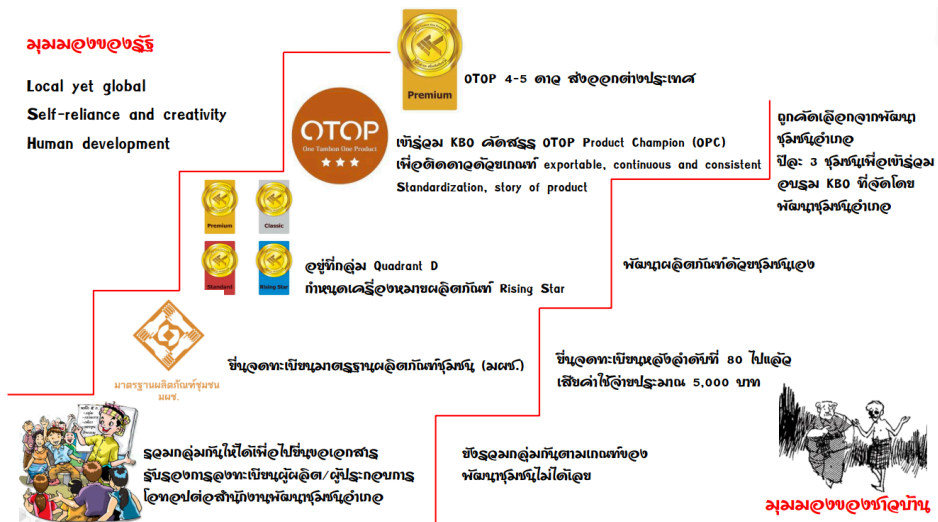 มุมมองของรัฐ
Local yet global
Self-reliance and creativity
Human development
Premium
OTOP 4-5 ดาว ส่งออกต่างประเทศ
OTOP
One Tambon One Product
เข้าร่วม KBO คัดสรร OTOP Product Champion (OPC)
เพื่อติดดาวด้วยเกณฑ์ exportable, continuous and consistent
Standardization, story of product
Premium
Classic
Standard
Rising Star
อยู่ที่กลุ่ม Quadrant D
กำหนดเครื่องหมายผลิตภัณฑ์ Rising Star
มาตรฐานผลิตภัณฑ์ชุมชน
มผช.
ยื่นจดทะเบียนมาตรฐานผลิตภัณฑ์ชุมชน (มผช.)
รวมกลุ่มกันให้ได้เพื่อไปยื่นขอเอกสาร
รับรองการลงทะเบียนผู้ผลิต/ผู้ประกอบการ
โอทอปต่อสำนักงานพัฒนาชุมชนอำเภอ
ถูกคัดเลือกจากพัฒนา
ชุมชนอำเภอ
ปีละ 3 ชุมชนเพื่อเข้าร่วม
อบรม KBO ที่จัดโดย
พัฒนาชุมชนอำเภอ
พัฒนาผลิตภัณฑ์ด้วยชุมชนเอง
ยื่นจดทะเบียนหลังลำดับที่ 80 ไปแล้ว
เสียค่าใช้จ่ายประมาณ 5,000 บาท
ยังรวมกลุ่มกันตามเกณฑ์ของ
พัฒนาชุมชนไม่ได้เลย
มุมมองของชาวบ้าน